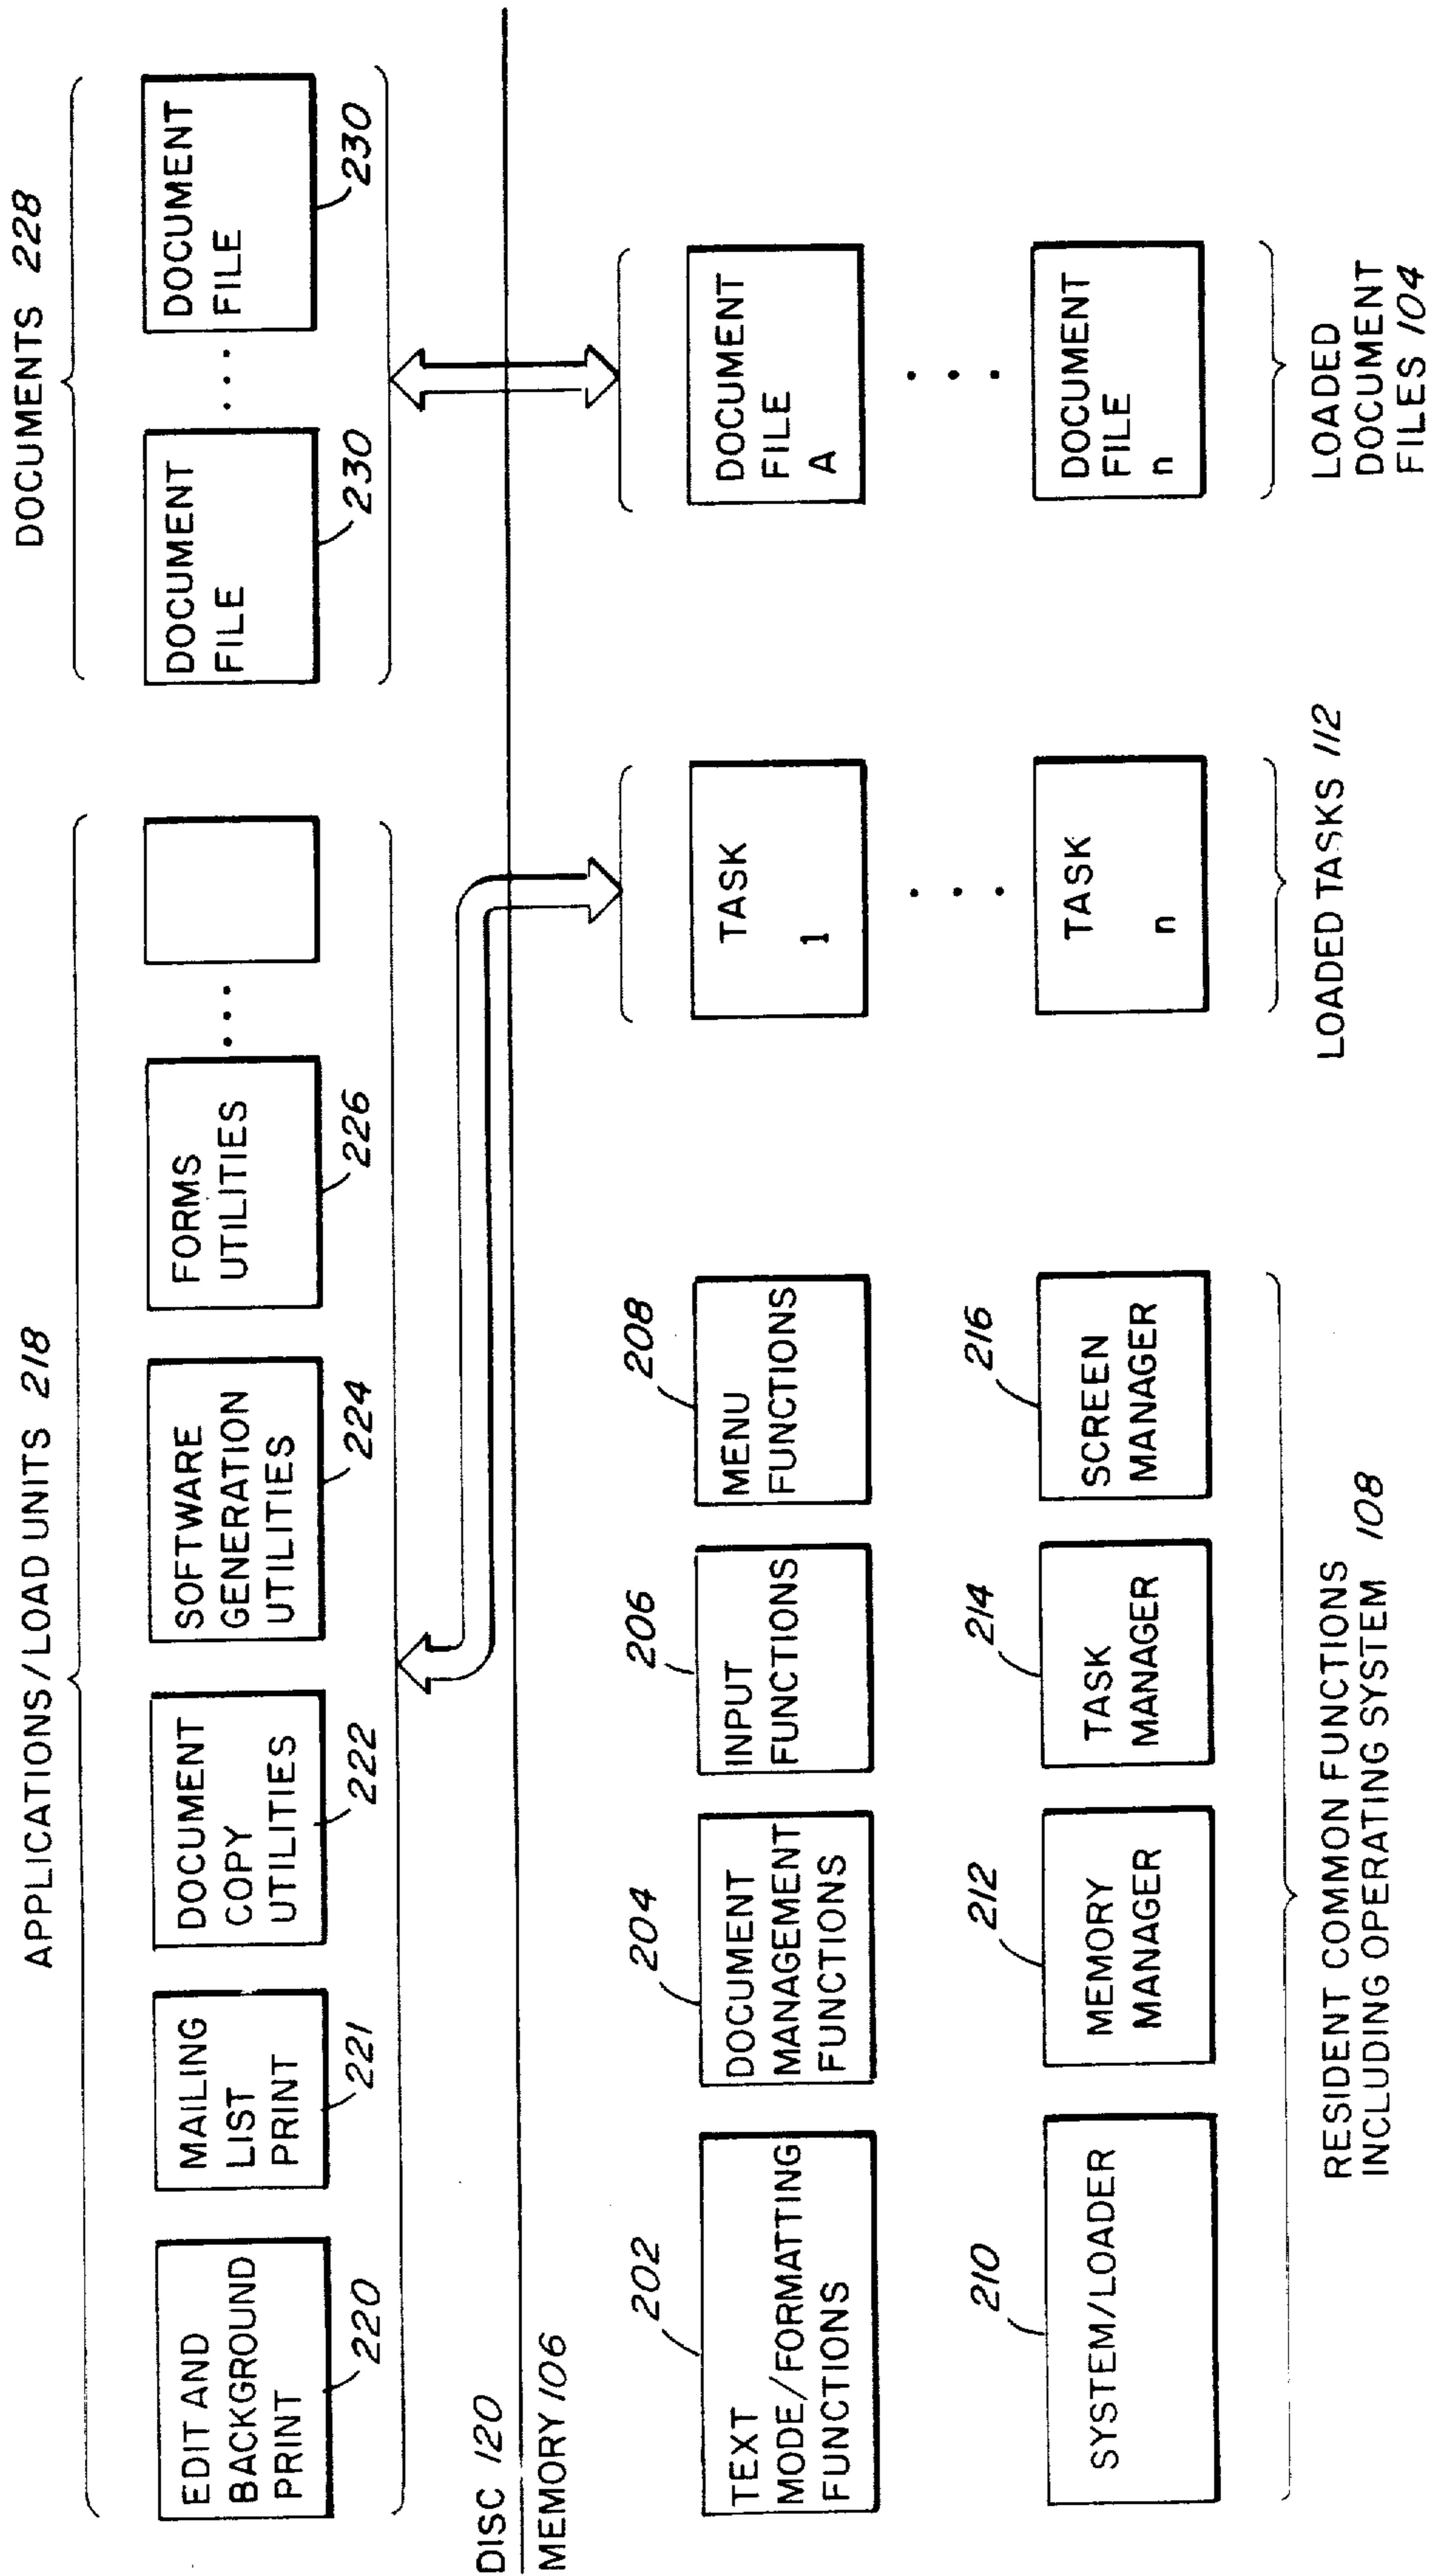 APPLICATIONS/LOAD UNITS 218
DOCUMENTS 228
EDIT AND
BACKGROUND
PRINT
220
MAILING
LIST
PRINT
221
DOCUMENT
COPY
UTILITIES
222
SOFTWARE
GENERATION
UTILITIES
224
FORMS
UTILITIES
226
...
DOCUMENT
FILE
230
...
DOCUMENT
FILE
230
DISC 120
MEMORY 106
202
TEXT
MODE/FORMATTING
FUNCTIONS
204
DOCUMENT
MANAGEMENT
FUNCTIONS
206
INPUT
FUNCTIONS
208
MENU
FUNCTIONS
210
SYSTEM/LOADER
212
MEMORY
MANAGER
214
TASK
MANAGER
216
SCREEN
MANAGER
RESIDENT COMMON FUNCTIONS
INCLUDING OPERATING SYSTEM 108
TASK
1
...
TASK
n
LOADED TASKS 112
DOCUMENT
FILE
A
...
DOCUMENT
FILE
n
LOADED
DOCUMENT
FILES 104